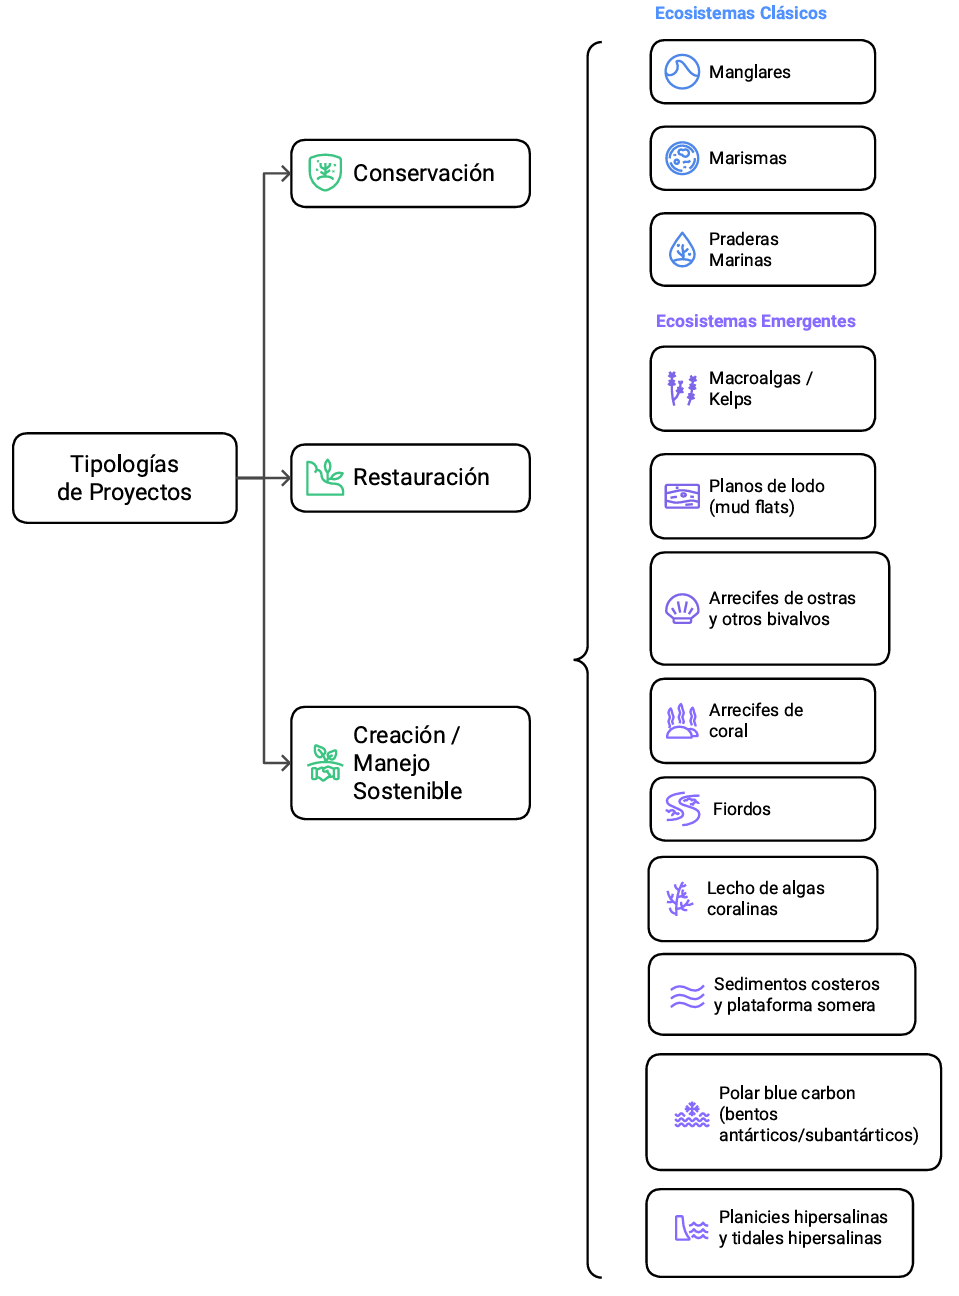 Tipologías
de Proyectos
Conservación
Restauración
Creación /
Manejo
Sostenible
Ecosistemas Clásicos
Manglares
Marismas
Praderas
Marinas
Ecosistemas Emergentes
Macroalgas /
Kelps
Planos de lodo
(mud flats)
Arrecifes de ostras
y otros bivalvos
Arrecifes de
coral
Fiordos
Lecho de algas
coralinas
Sedimentos costeros
y plataforma somera
Polar blue carbon
(bentos
antárticos/subantárticos)
Planicies hipersalinas
y tidales hipersalinas